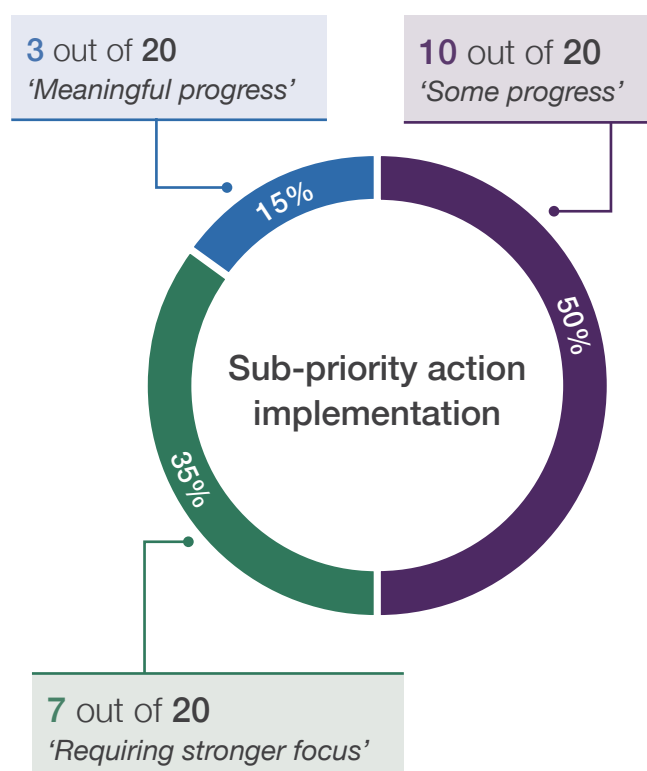 3 out of 20
‘Meaningful progress’
10 out of 20
‘Some progress’
15%
50%
Sub-priority action
implementation
35%
7 out of 20
‘Requiring stronger focus’